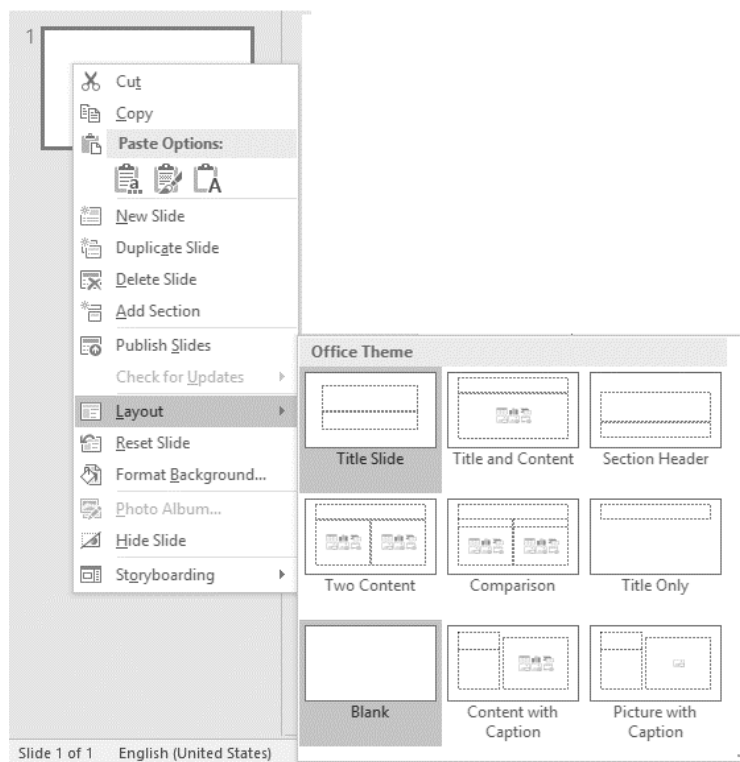 1
Cut
Copy
Paste Options:
New Slide
Duplicate Slide
Delete Slide
Add Section
Publish Slides
Check for Updates
Layout
Reset Slide
Format Background...
Photo Album...
Hide Slide
Storyboarding
Office Theme
Title Slide
Title and Content
Section Header
Two Content
Comparison
Title Only
Blank
Content with
Caption
Picture with
Caption
Slide 1 of 1
English (United States)